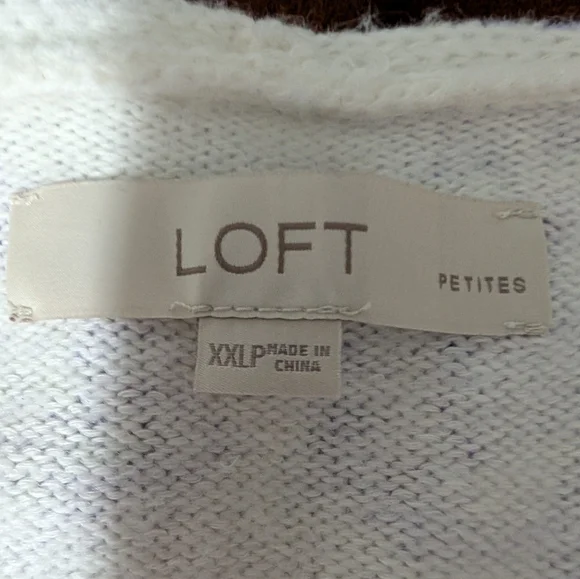 LOFT
PETITES
XXLP MADE IN
CHINA